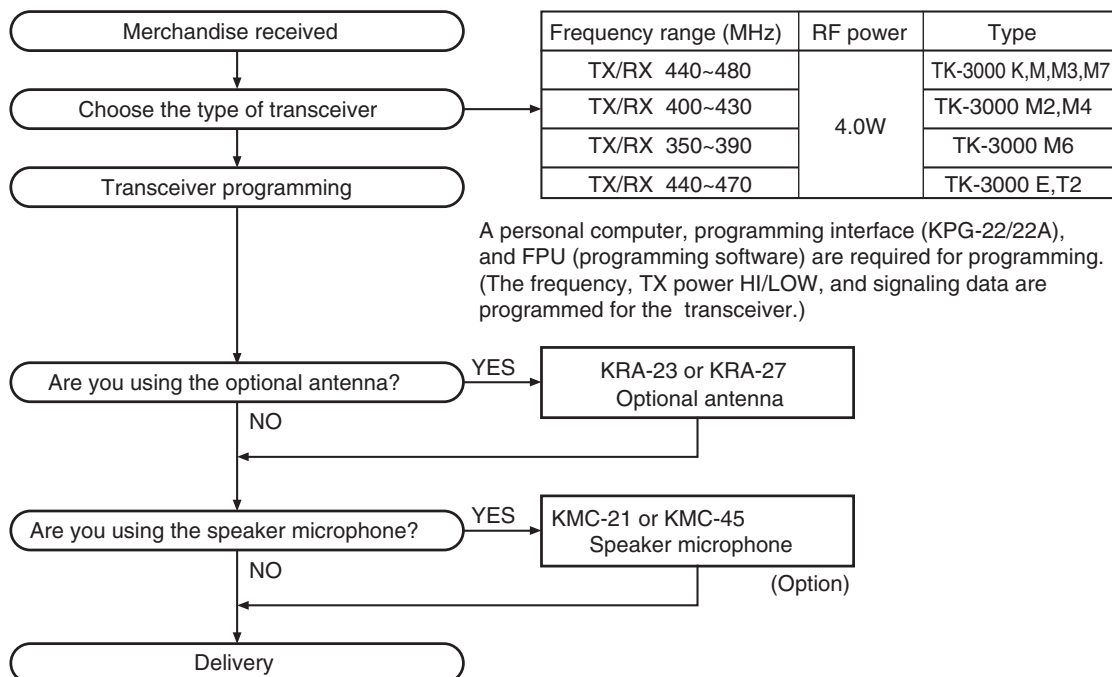 Merchandise received
Choose the type of transceiver
Frequency range (MHz) RF power Type
TX/RX 440~480 4.0W TK-3000 K,M,M3,M7
TX/RX 400~430 TK-3000 M2,M4
TX/RX 350~390 TK-3000 M6
TX/RX 440~470 TK-3000 E,T2
Transceiver programming
A personal computer, programming interface (KPG-22/22A),
and FPU (programming software) are required for programming.
(The frequency, TX power HI/LOW, and signaling data are
programmed for the transceiver.)
Are you using the optional antenna?
YES
KRA-23 or KRA-27
Optional antenna
NO
Are you using the speaker microphone?
YES
KMC-21 or KMC-45
Speaker microphone
(Option)
NO
Delivery